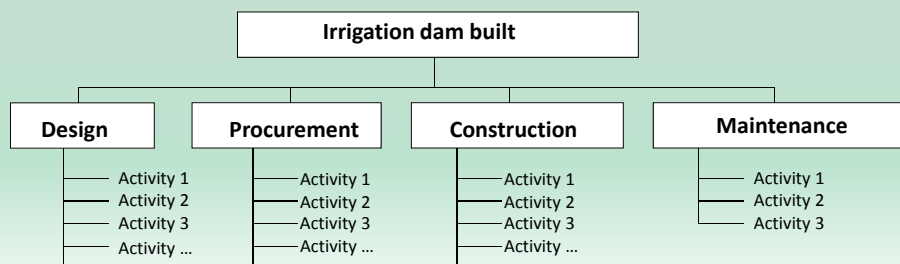 Irrigation dam built
Design
Activity 1
Activity 2
Activity 3
Activity ...
Procurement
Activity 1
Activity 2
Activity 3
Activity ...
Construction
Activity 1
Activity 2
Activity 3
Activity ...
Maintenance
Activity 1
Activity 2
Activity 3